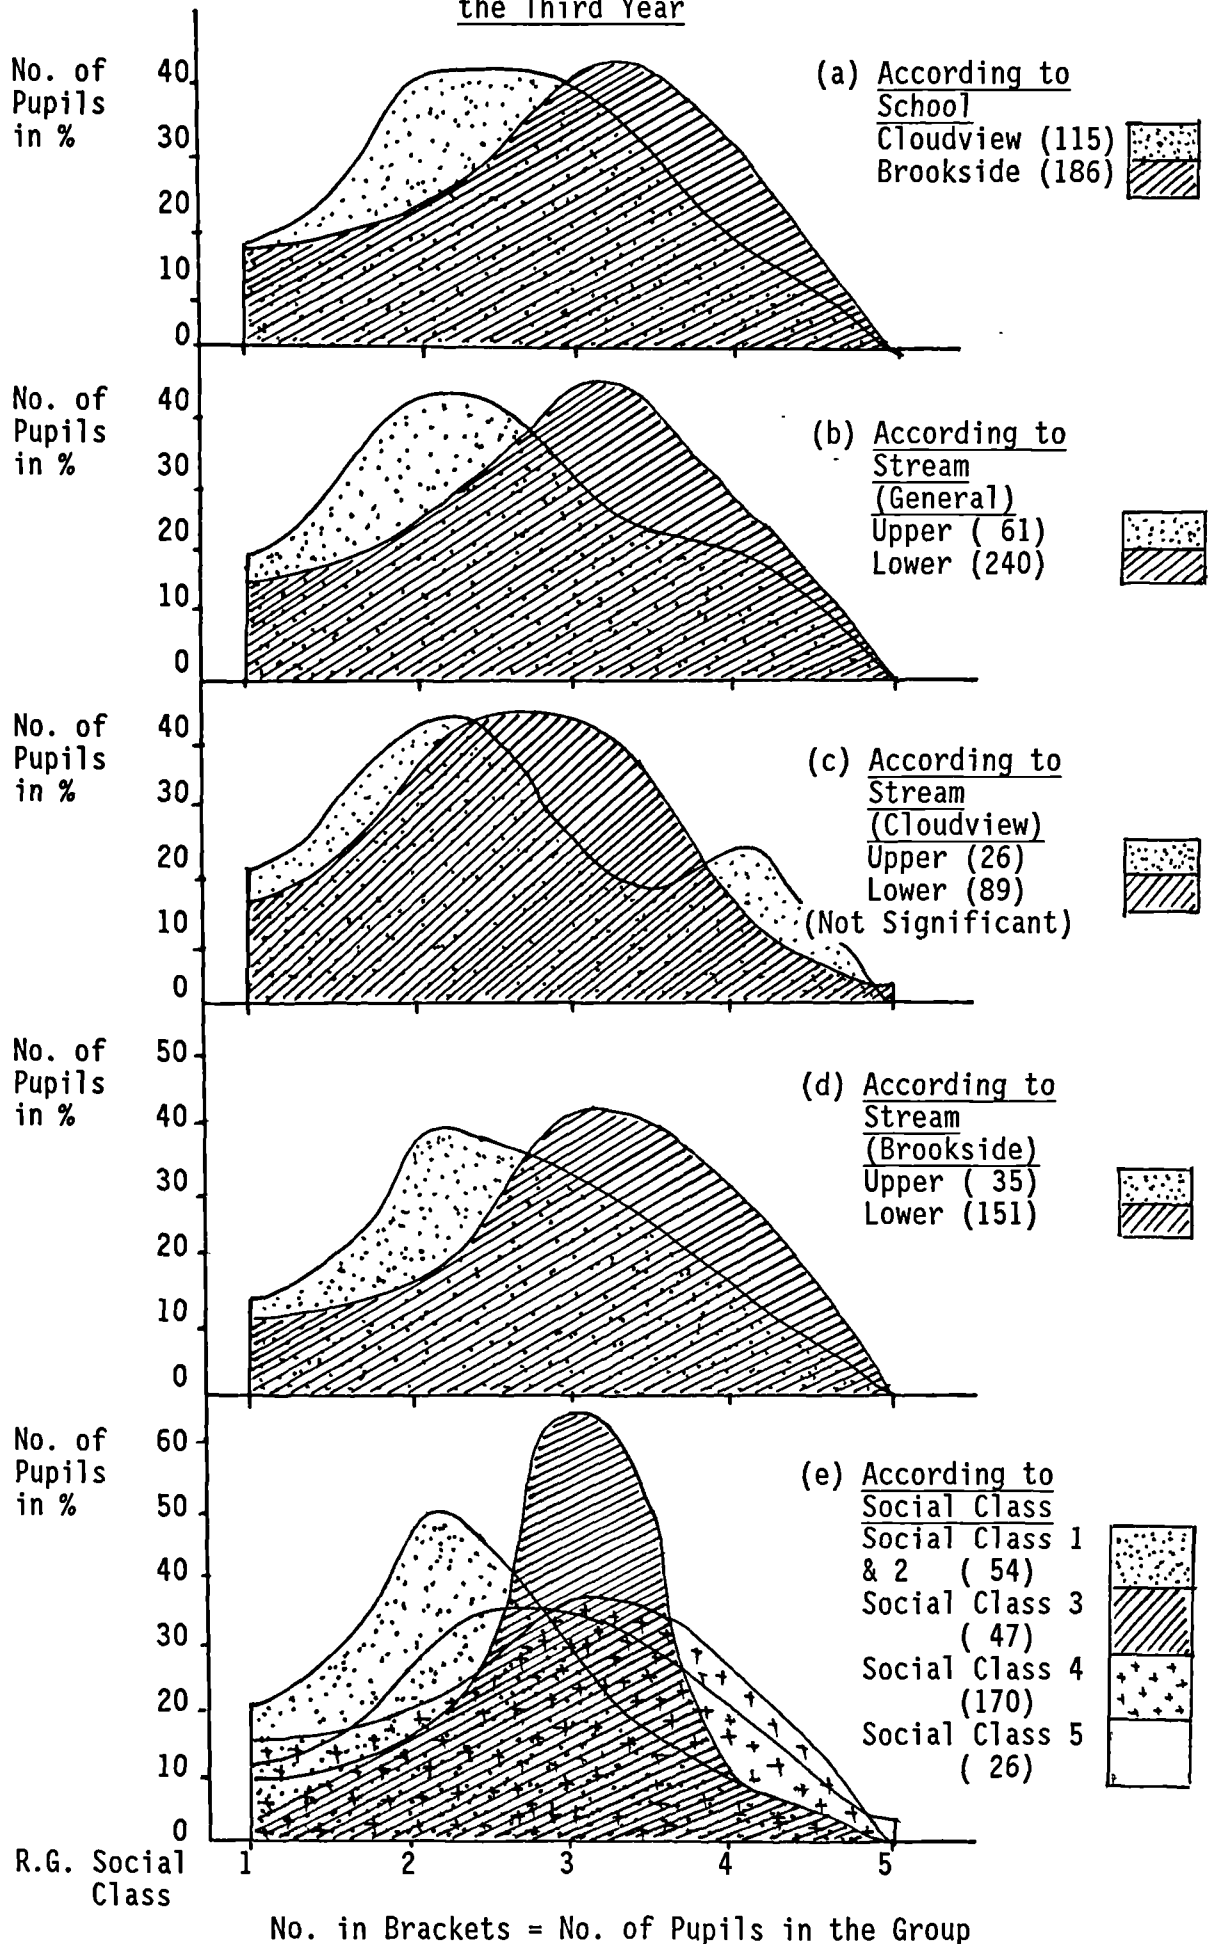 the Third Year
No. of
Pupils
in %
40
30
20
10
0
(a) According to
School
Cloudview (115)
Brookside (186)
No. of
Pupils
in %
40
30
20
10
0
(b) According to
Stream
(General)
Upper ( 61)
Lower (240)
No. of
Pupils
in %
40
30
20
10
0
(c) According to
Stream
(Cloudview)
Upper (26)
Lower (89)
(Not Significant)
No. of
Pupils
in %
50
40
30
20
10
0
(d) According to
Stream
(Brookside)
Upper ( 35)
Lower (151)
No. of
Pupils
in %
60
50
40
30
20
10
0
(e) According to
Social Class
Social Class 1
& 2 ( 54)
Social Class 3
( 47)
Social Class 4
(170)
Social Class 5
( 26)
R.G. Social
Class
1 2 3 4 5
No. in Brackets = No. of Pupils in the Group